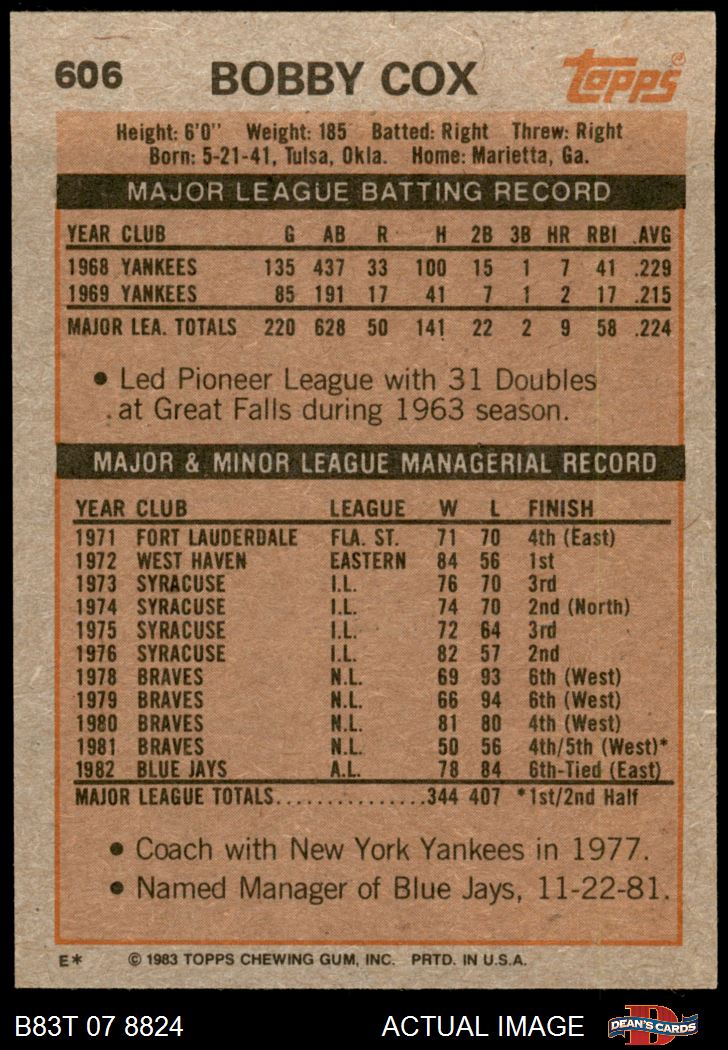 606 BOBBY COX topps
Height: 6'0" Weight: 185 Batted: Right Threw: Right
Born: 5-21-41, Tulsa, Okla. Home: Marietta, Ga.
MAJOR LEAGUE BATTING RECORD
YEAR CLUB G AB R H 2B 3B HR RBI .AVG
1968 YANKEES 135 437 33 100 15 1 7 41 .229
1969 YANKEES 85 191 17 41 7 1 2 17 .215
MAJOR LEA. TOTALS 220 628 50 141 22 2 9 58 .224
• Led Pioneer League with 31 Doubles
at Great Falls during 1963 season.
MAJOR & MINOR LEAGUE MANAGERIAL RECORD
YEAR CLUB LEAGUE W L FINISH
1971 FORT LAUDERDALE FLA. ST. 71 70 4th (East)
1972 WEST HAVEN EASTERN 84 56 1st
1973 SYRACUSE I.L. 76 70 3rd
1974 SYRACUSE I.L. 74 70 2nd (North)
1975 SYRACUSE I.L. 72 64 3rd
1976 SYRACUSE I.L. 82 57 2nd
1978 BRAVES N.L. 69 93 6th (West)
1979 BRAVES N.L. 66 94 6th (West)
1980 BRAVES N.L. 81 80 4th (West)
1981 BRAVES N.L. 50 56 4th/5th (West)*
1982 BLUE JAYS A.L. 78 84 6th-Tied (East)
MAJOR LEAGUE TOTALS...............344 407 *1st/2nd Half
• Coach with New York Yankees in 1977.
• Named Manager of Blue Jays, 11-22-81.
E* © 1983 TOPPS CHEWING GUM, INC. PRTD. IN U.S.A.
B83T 07 8824 ACTUAL IMAGE D DEAN'S CARDS